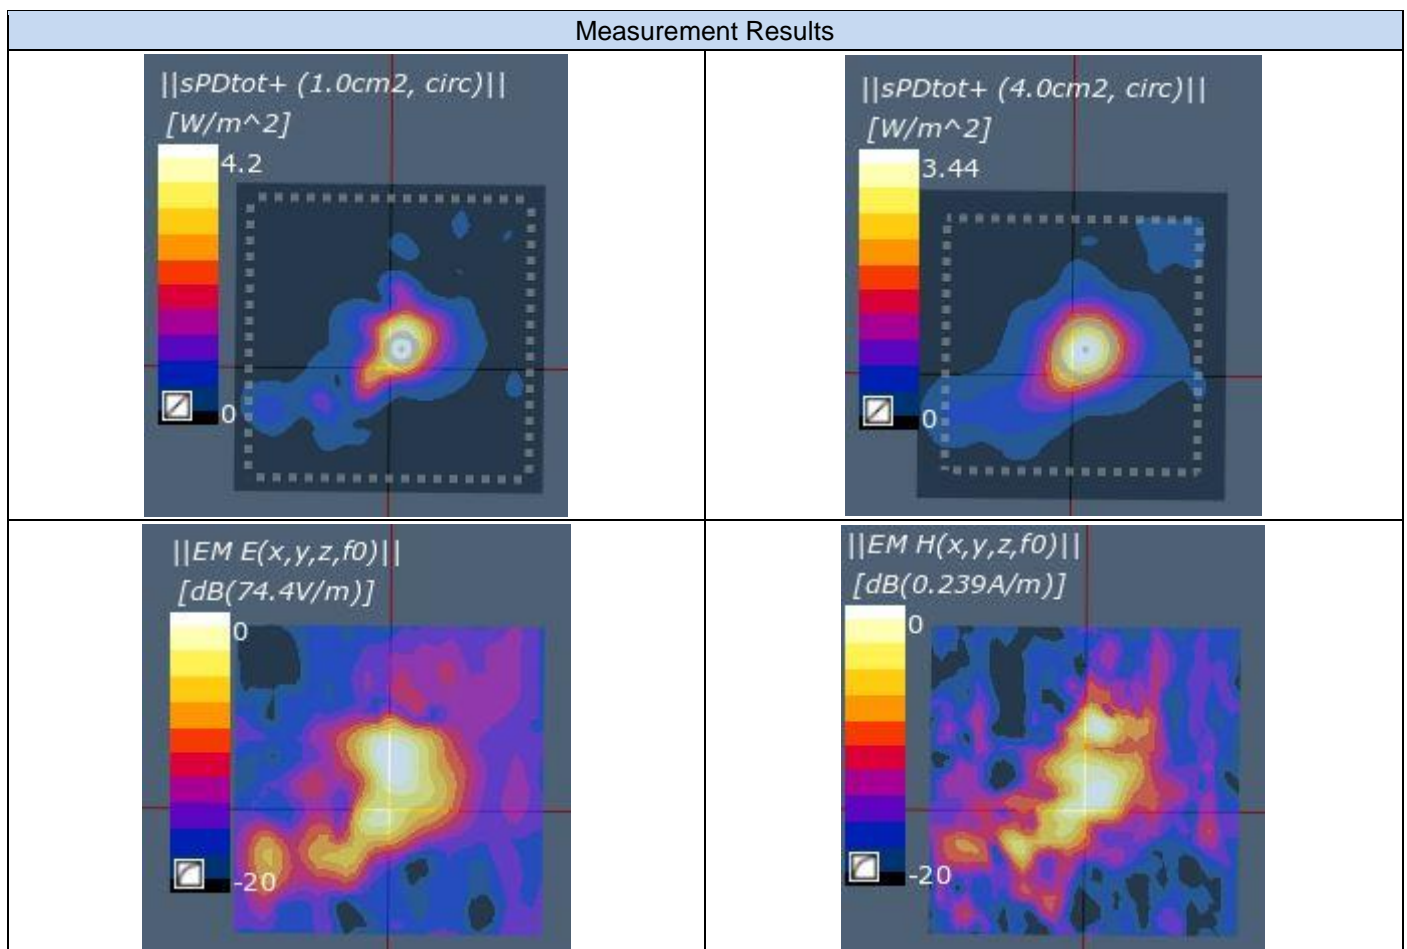 Measurement Results
||sPDtot+ (1.0cm2, circ)||
[W/m^2]
4.2
0
||sPDtot+ (4.0cm2, circ)||
[W/m^2]
3.44
0
||EM E(x,y,z,f0)||
[dB(74.4V/m)]
0
-20
||EM H(x,y,z,f0)||
[dB(0.239A/m)]
0
-20